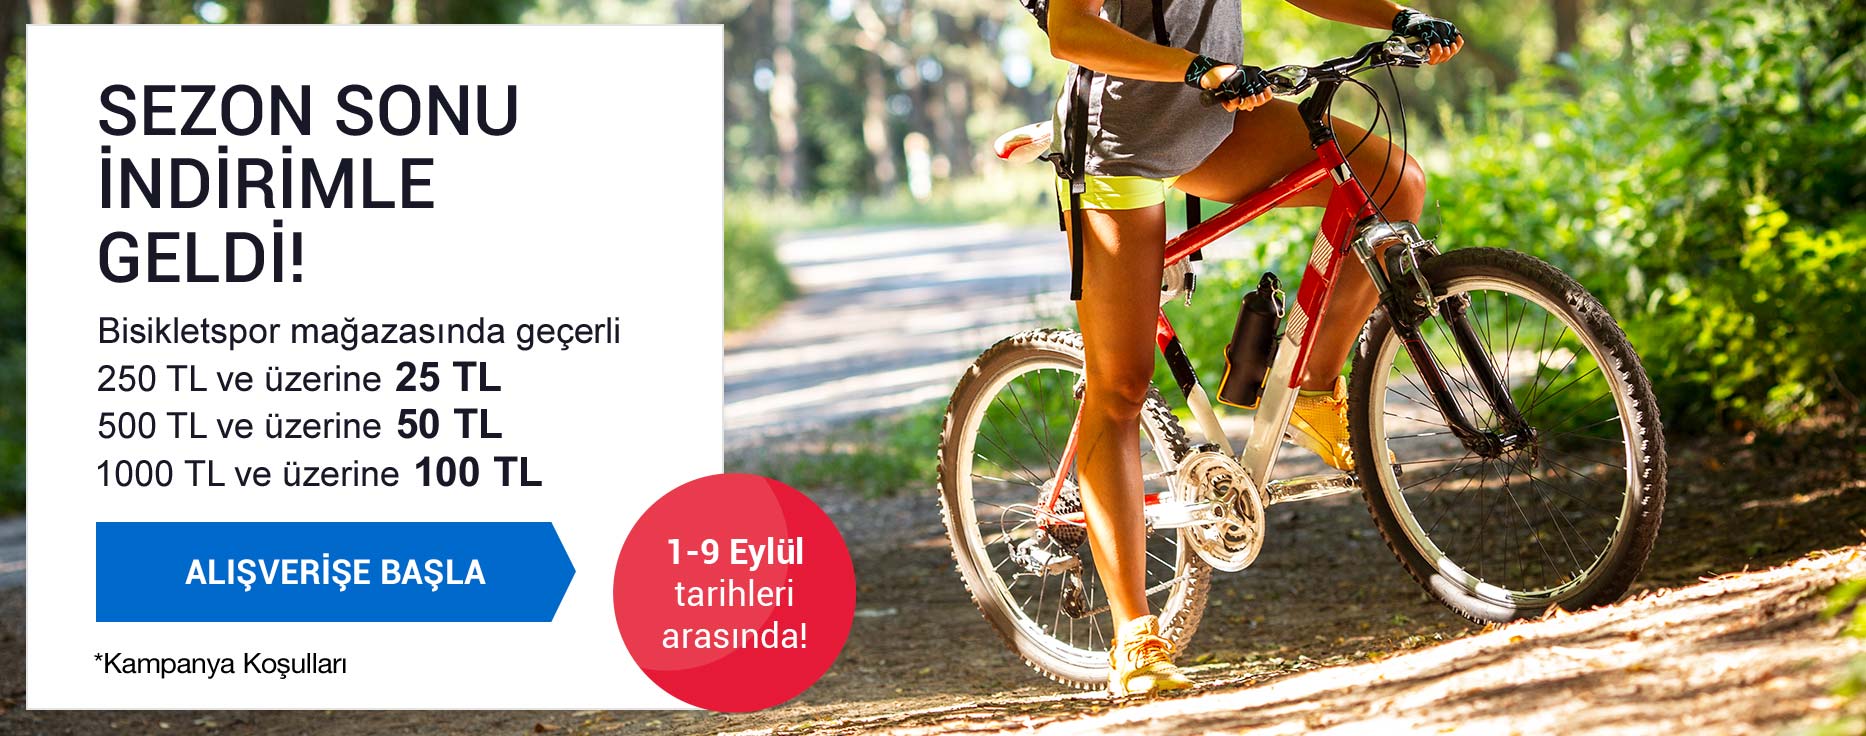 SEZON SONU
İNDİRİMLE
GELDİ!
Bisikletspor mağazasında geçerli
250 TL ve üzerine 25 TL
500 TL ve üzerine 50 TL
1000 TL ve üzerine 100 TL
ALIŞVERİŞE BAŞLA
1-9 Eylül
tarihleri
arasında!
*Kampanya Koşulları